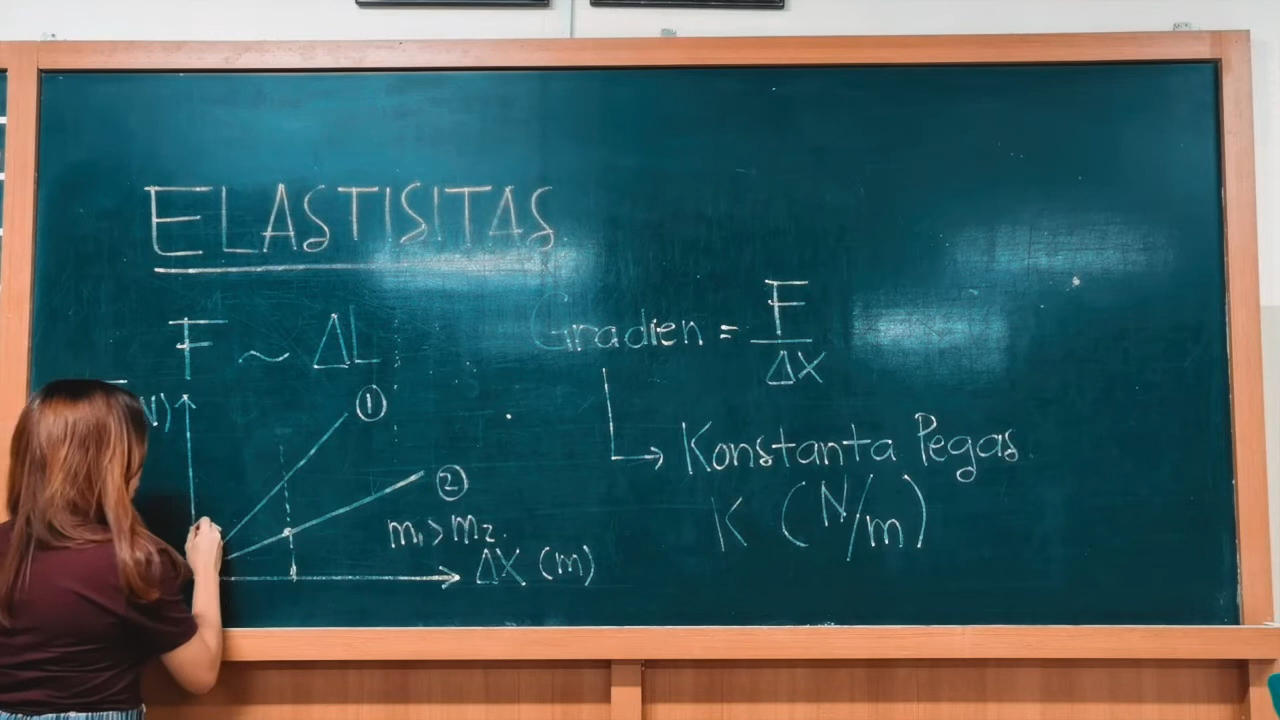 ELASTISITAS
F ~ ΔL
N)
①
②
m₁ > m₂.
ΔX (m)
Gradien = F/ΔX
Konstanta Pegas
K (N/m)